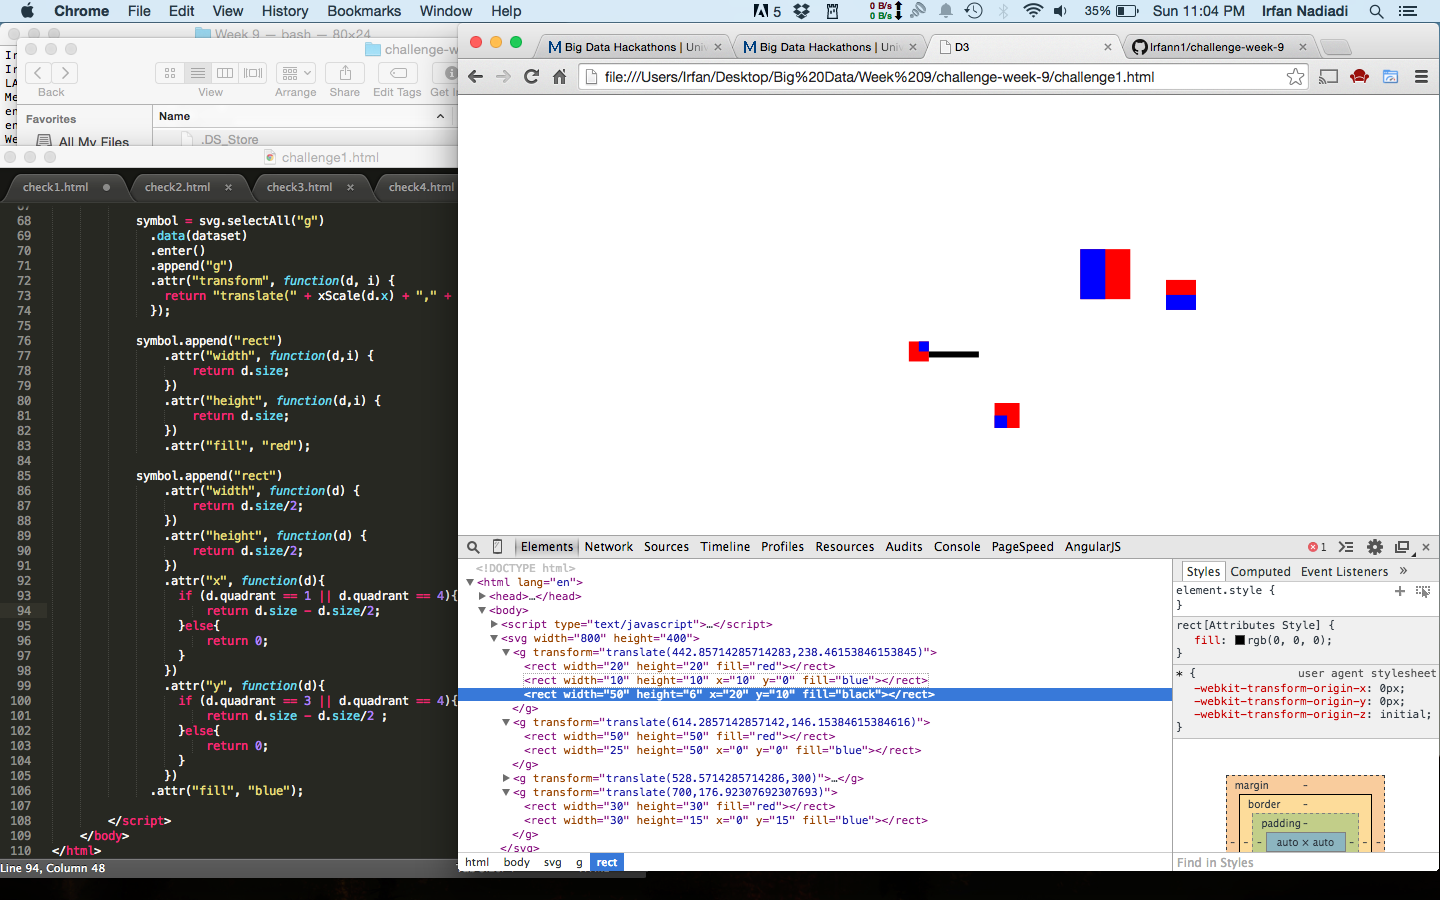 Chrome File Edit View History Bookmarks Window Help 5 0 B/s 0 B/s 35% Sun 11:04 PM Irfan Nadiadi
Week 9 — bash — 80×24
challenge-w
Back View Arrange Share Edit Tags Get In
Favorites
All My Files
Name
.DS_Store
challenge1.html
check1.html check2.html check3.html check4.html
68 symbol = svg.selectAll("g")
69 .data(dataset)
70 .enter()
71 .append("g")
72 .attr("transform", function(d, i) {
73 return "translate(" + xScale(d.x) + "," +
74 });
75
76 symbol.append("rect")
77 .attr("width", function(d,i) {
78 return d.size;
79 })
80 .attr("height", function(d,i) {
81 return d.size;
82 })
83 .attr("fill", "red");
84
85 symbol.append("rect")
86 .attr("width", function(d) {
87 return d.size/2;
88 })
89 .attr("height", function(d) {
90 return d.size/2;
91 })
92 .attr("x", function(d){
93 if (d.quadrant == 1 || d.quadrant == 4){
94 return d.size - d.size/2;
95 }else{
96 return 0;
97 }
98 })
99 .attr("y", function(d){
100 if (d.quadrant == 3 || d.quadrant == 4){
101 return d.size - d.size/2 ;
102 }else{
103 return 0;
104 }
105 })
106 .attr("fill", "blue");
107
108 </script>
109 </body>
110 </html>
Line 94, Column 48
Big Data Hackathons | Univ Big Data Hackathons | Univ D3 Irfann1/challenge-week-9
file:///Users/Irfan/Desktop/Big%20Data/Week%209/challenge-week-9/challenge1.html
Elements Network Sources Timeline Profiles Resources Audits Console PageSpeed AngularJS 1
<!DOCTYPE html>
<html lang="en">
<head>…</head>
<body>
<script type="text/javascript">…</script>
<svg width="800" height="400">
<g transform="translate(442.85714285714283,238.46153846153845)">
<rect width="20" height="20" fill="red"></rect>
<rect width="10" height="10" x="10" y="0" fill="blue"></rect>
<rect width="50" height="6" x="20" y="10" fill="black"></rect>
</g>
<g transform="translate(614.2857142857142,146.15384615384616)">
<rect width="50" height="50" fill="red"></rect>
<rect width="25" height="50" x="0" y="0" fill="blue"></rect>
</g>
<g transform="translate(528.5714285714286,300)">…</g>
<g transform="translate(700,176.92307692307693)">
<rect width="30" height="30" fill="red"></rect>
<rect width="30" height="15" x="0" y="15" fill="blue"></rect>
</g>
</svg>
html body svg g rect
Styles Computed Event Listeners »
element.style {
}
rect[Attributes Style] {
fill: rgb(0, 0, 0);
}
* { user agent stylesheet
-webkit-transform-origin-x: 0px;
-webkit-transform-origin-y: 0px;
-webkit-transform-origin-z: initial;
}
margin -
border -
padding -
- - - auto × auto - - -
Find in Styles